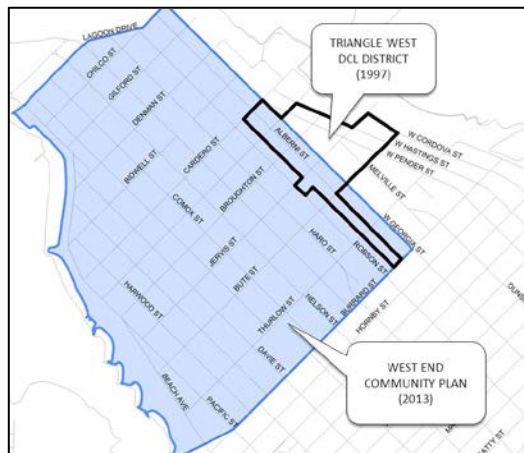 LAGOON DRIVE
CHILCO ST
GILFORD ST
DENMAN ST
BIDWELL ST
CARDERO ST
TRIANGLE WEST
DCL DISTRICT
(1997)
ALBERNI ST
W CORDOVA ST
W HASTINGS ST
W PENDER ST
MELVILLE ST
COMOX ST
BROUGHTON ST
JERVIS ST
BUTE ST
HARO ST
ROBSON ST
W GEORGIA ST
HARWOOD ST
THURLOW ST
NELSON ST
BURRARD ST
HORNBY ST
DAVIE ST
BEACH AVE
PACIFIC ST
WEST END
COMMUNITY PLAN
(2013)